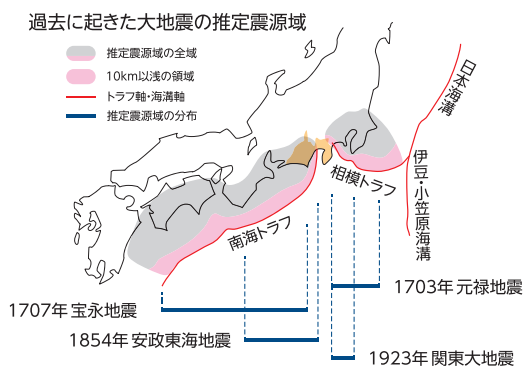 過去に起きた大地震の推定震源域
推定震源域の全域
10km以浅の領域
トラフ軸・海溝軸
推定震源域の分布
日本海溝
伊豆・小笠原海溝
相模トラフ
南海トラフ
1703年 元禄地震
1707年 宝永地震
1854年 安政東海地震
1923年 関東大地震